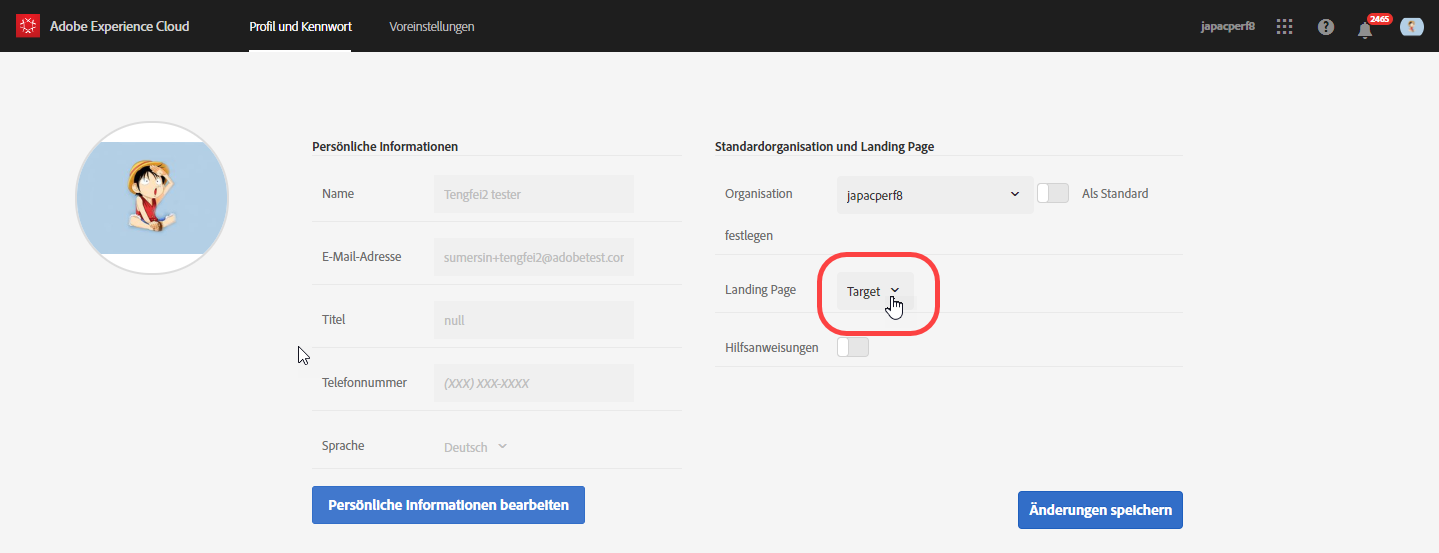 Adobe Experience Cloud
Profil und Kennwort
Voreinstellungen
japacperf8
2465
Persönliche Informationen
Name
Tengfei2 tester
E-Mail-Adresse
sumersin+tengfei2@adobetest.cor
Titel
null
Telefonnummer
(XXX) XXX-XXXX
Sprache
Deutsch
Persönliche Informationen bearbeiten
Standardorganisation und Landing Page
Organisation
japacperf8
Als Standard
festlegen
Landing Page
Target
Hilfsanweisungen
Änderungen speichern